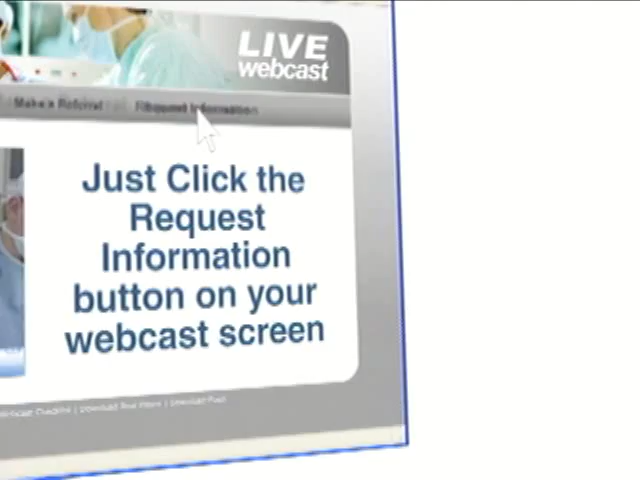 LIVE
webcast
Make a Referral
Request Information
Just Click the
Request
Information
button on your
webcast screen